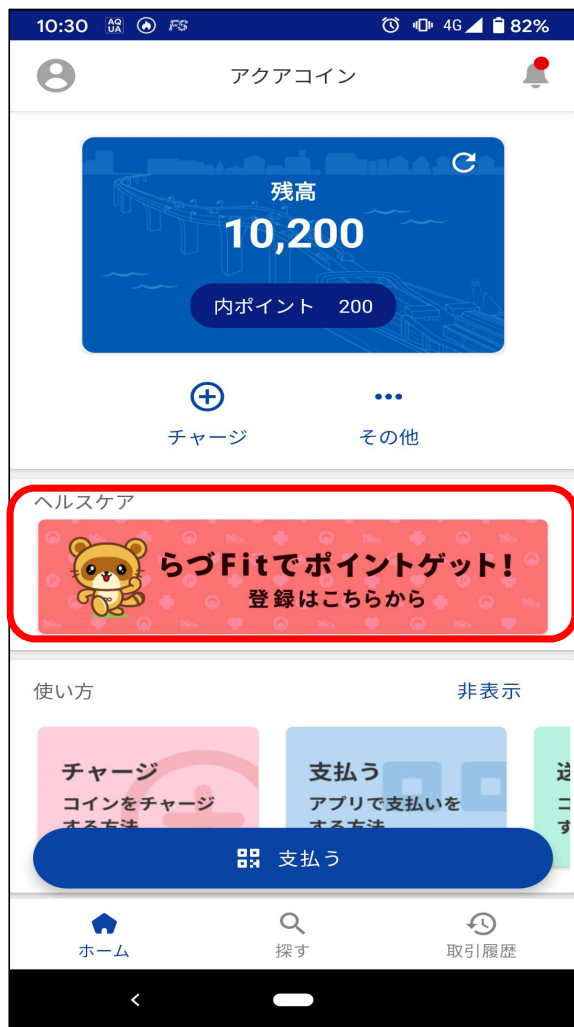 10:30 AQUA FS 4G 82%
アクアコイン
残高
10,200
内ポイント 200
チャージ その他
ヘルスケア
らづFitでポイントゲット!
登録はこちらから
使い方 非表示
チャージ
コインをチャージ
する方法
支払う
アプリで支払いを
する方法
送
コ
す
支払う
ホーム 探す 取引履歴